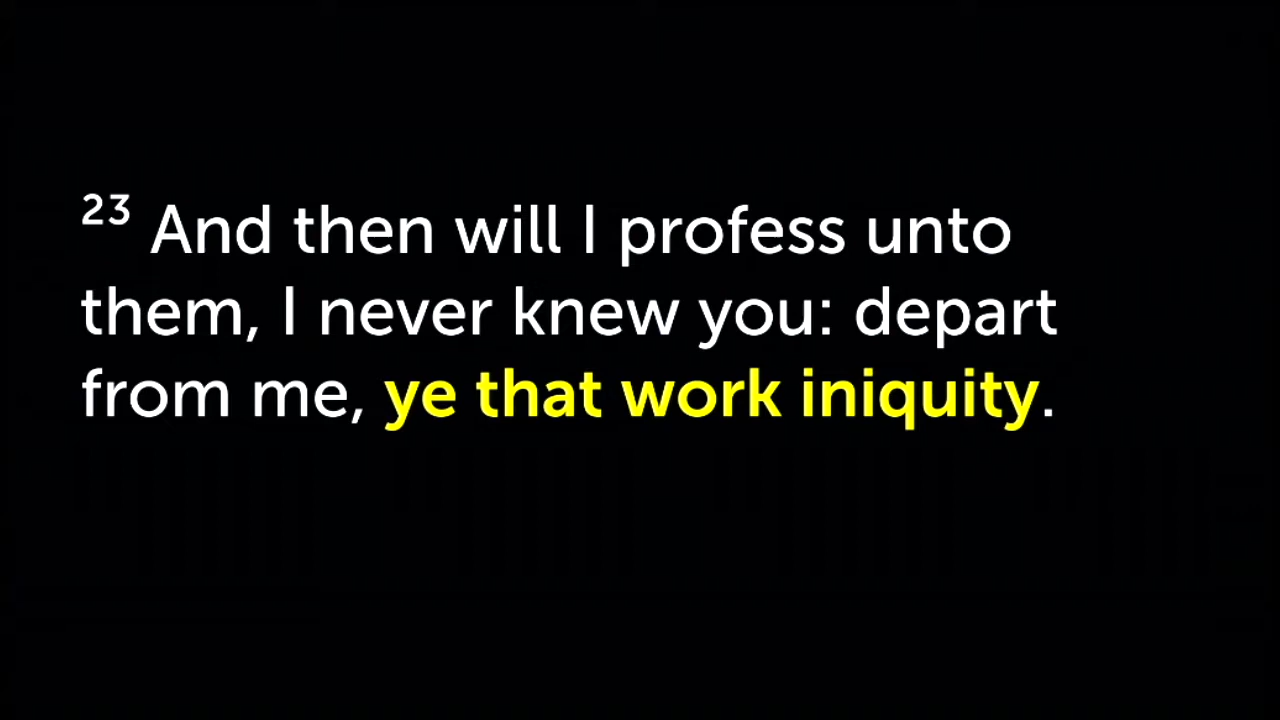 23 And then will I profess unto
them, I never knew you: depart
from me, ye that work iniquity.